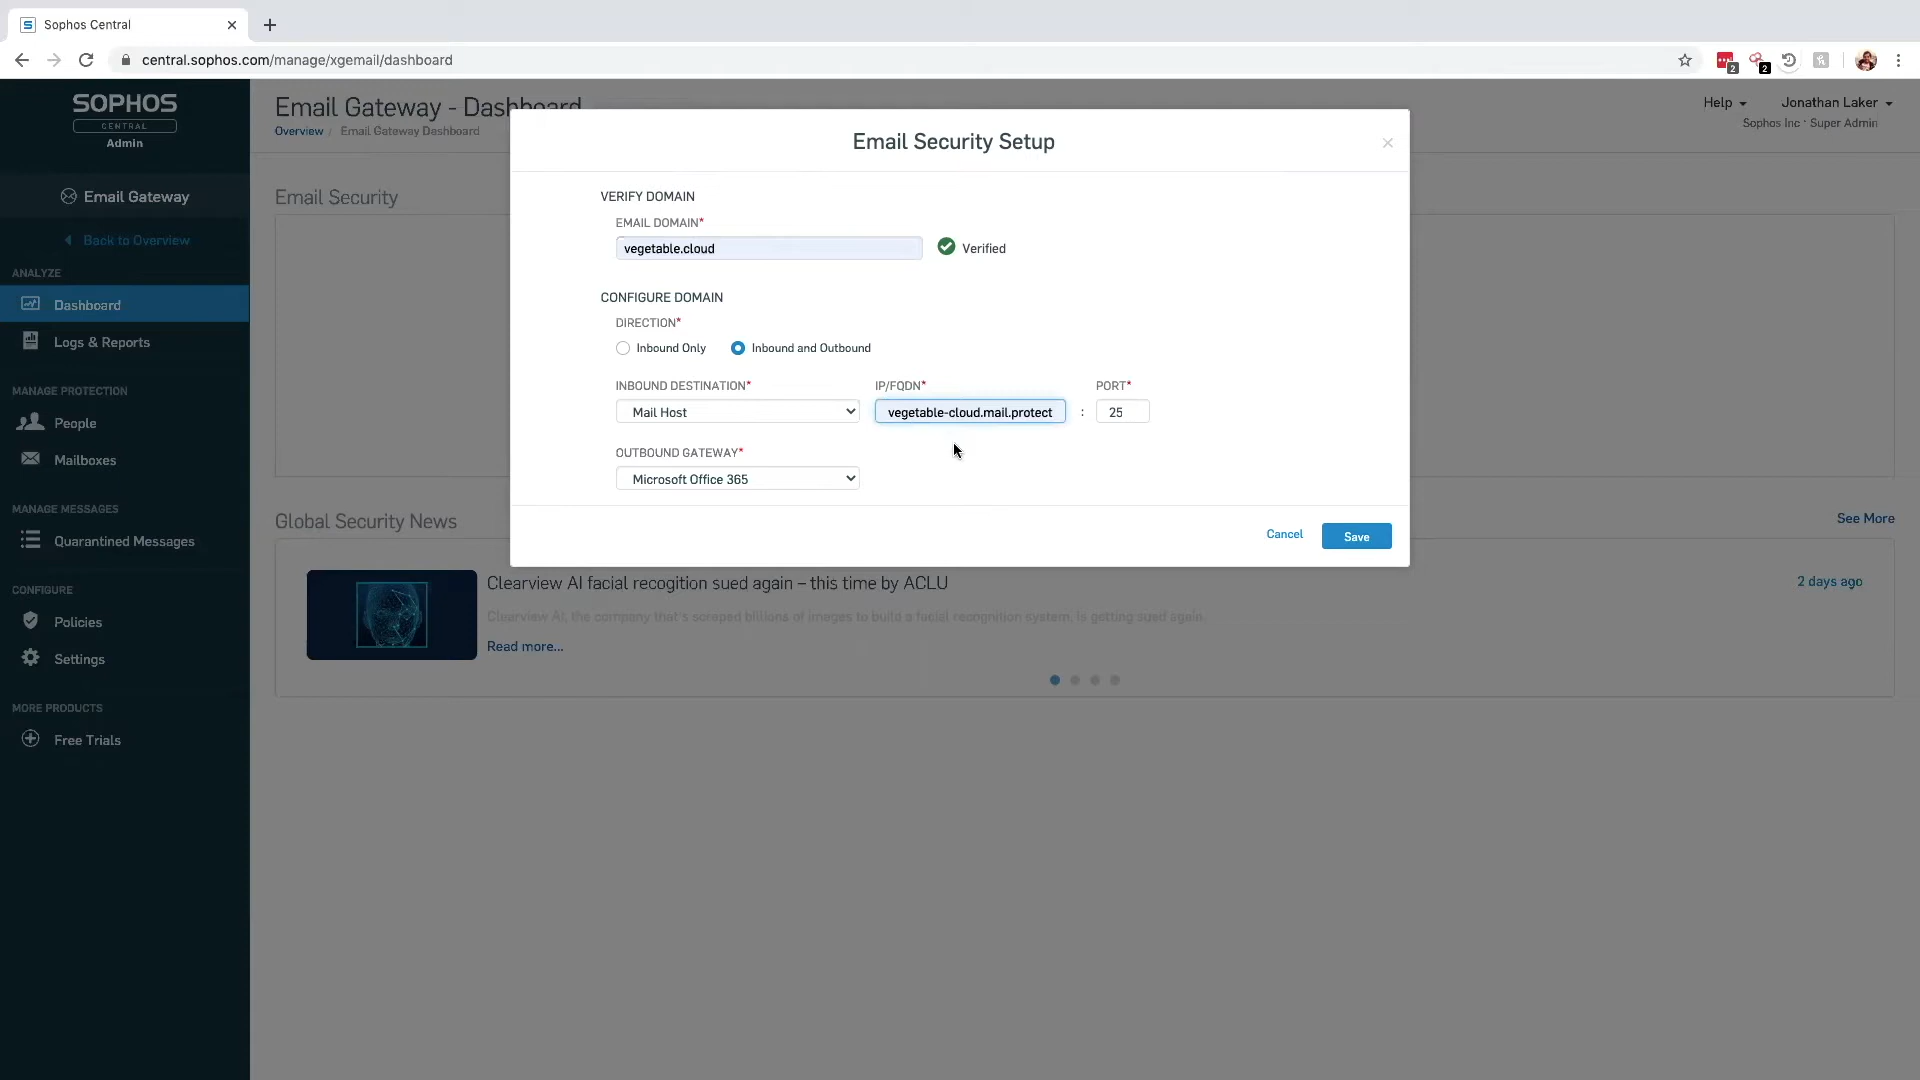 Sophos Central
central.sophos.com/manage/xgemail/dashboard
2
2
SOPHOS
CENTRAL
Admin
Email Gateway
Back to Overview
ANALYZE
Dashboard
Logs & Reports
MANAGE PROTECTION
People
Mailboxes
MANAGE MESSAGES
Quarantined Messages
CONFIGURE
Policies
Settings
MORE PRODUCTS
Free Trials
Email Gateway - Dashboard
Overview / Email Gateway Dashboard
Help
Jonathan Laker
Sophos Inc · Super Admin
Email Security
Email Security Setup
VERIFY DOMAIN
EMAIL DOMAIN*
vegetable.cloud Verified
CONFIGURE DOMAIN
DIRECTION*
Inbound Only Inbound and Outbound
INBOUND DESTINATION* IP/FQDN* PORT*
Mail Host vegetable-cloud.mail.protect : 25
OUTBOUND GATEWAY*
Microsoft Office 365
Cancel Save
Global Security News
See More
Clearview AI facial recogition sued again – this time by ACLU
2 days ago
Clearview AI, the company that's scraped billions of images to build a facial recognition system, is getting sued again.
Read more...